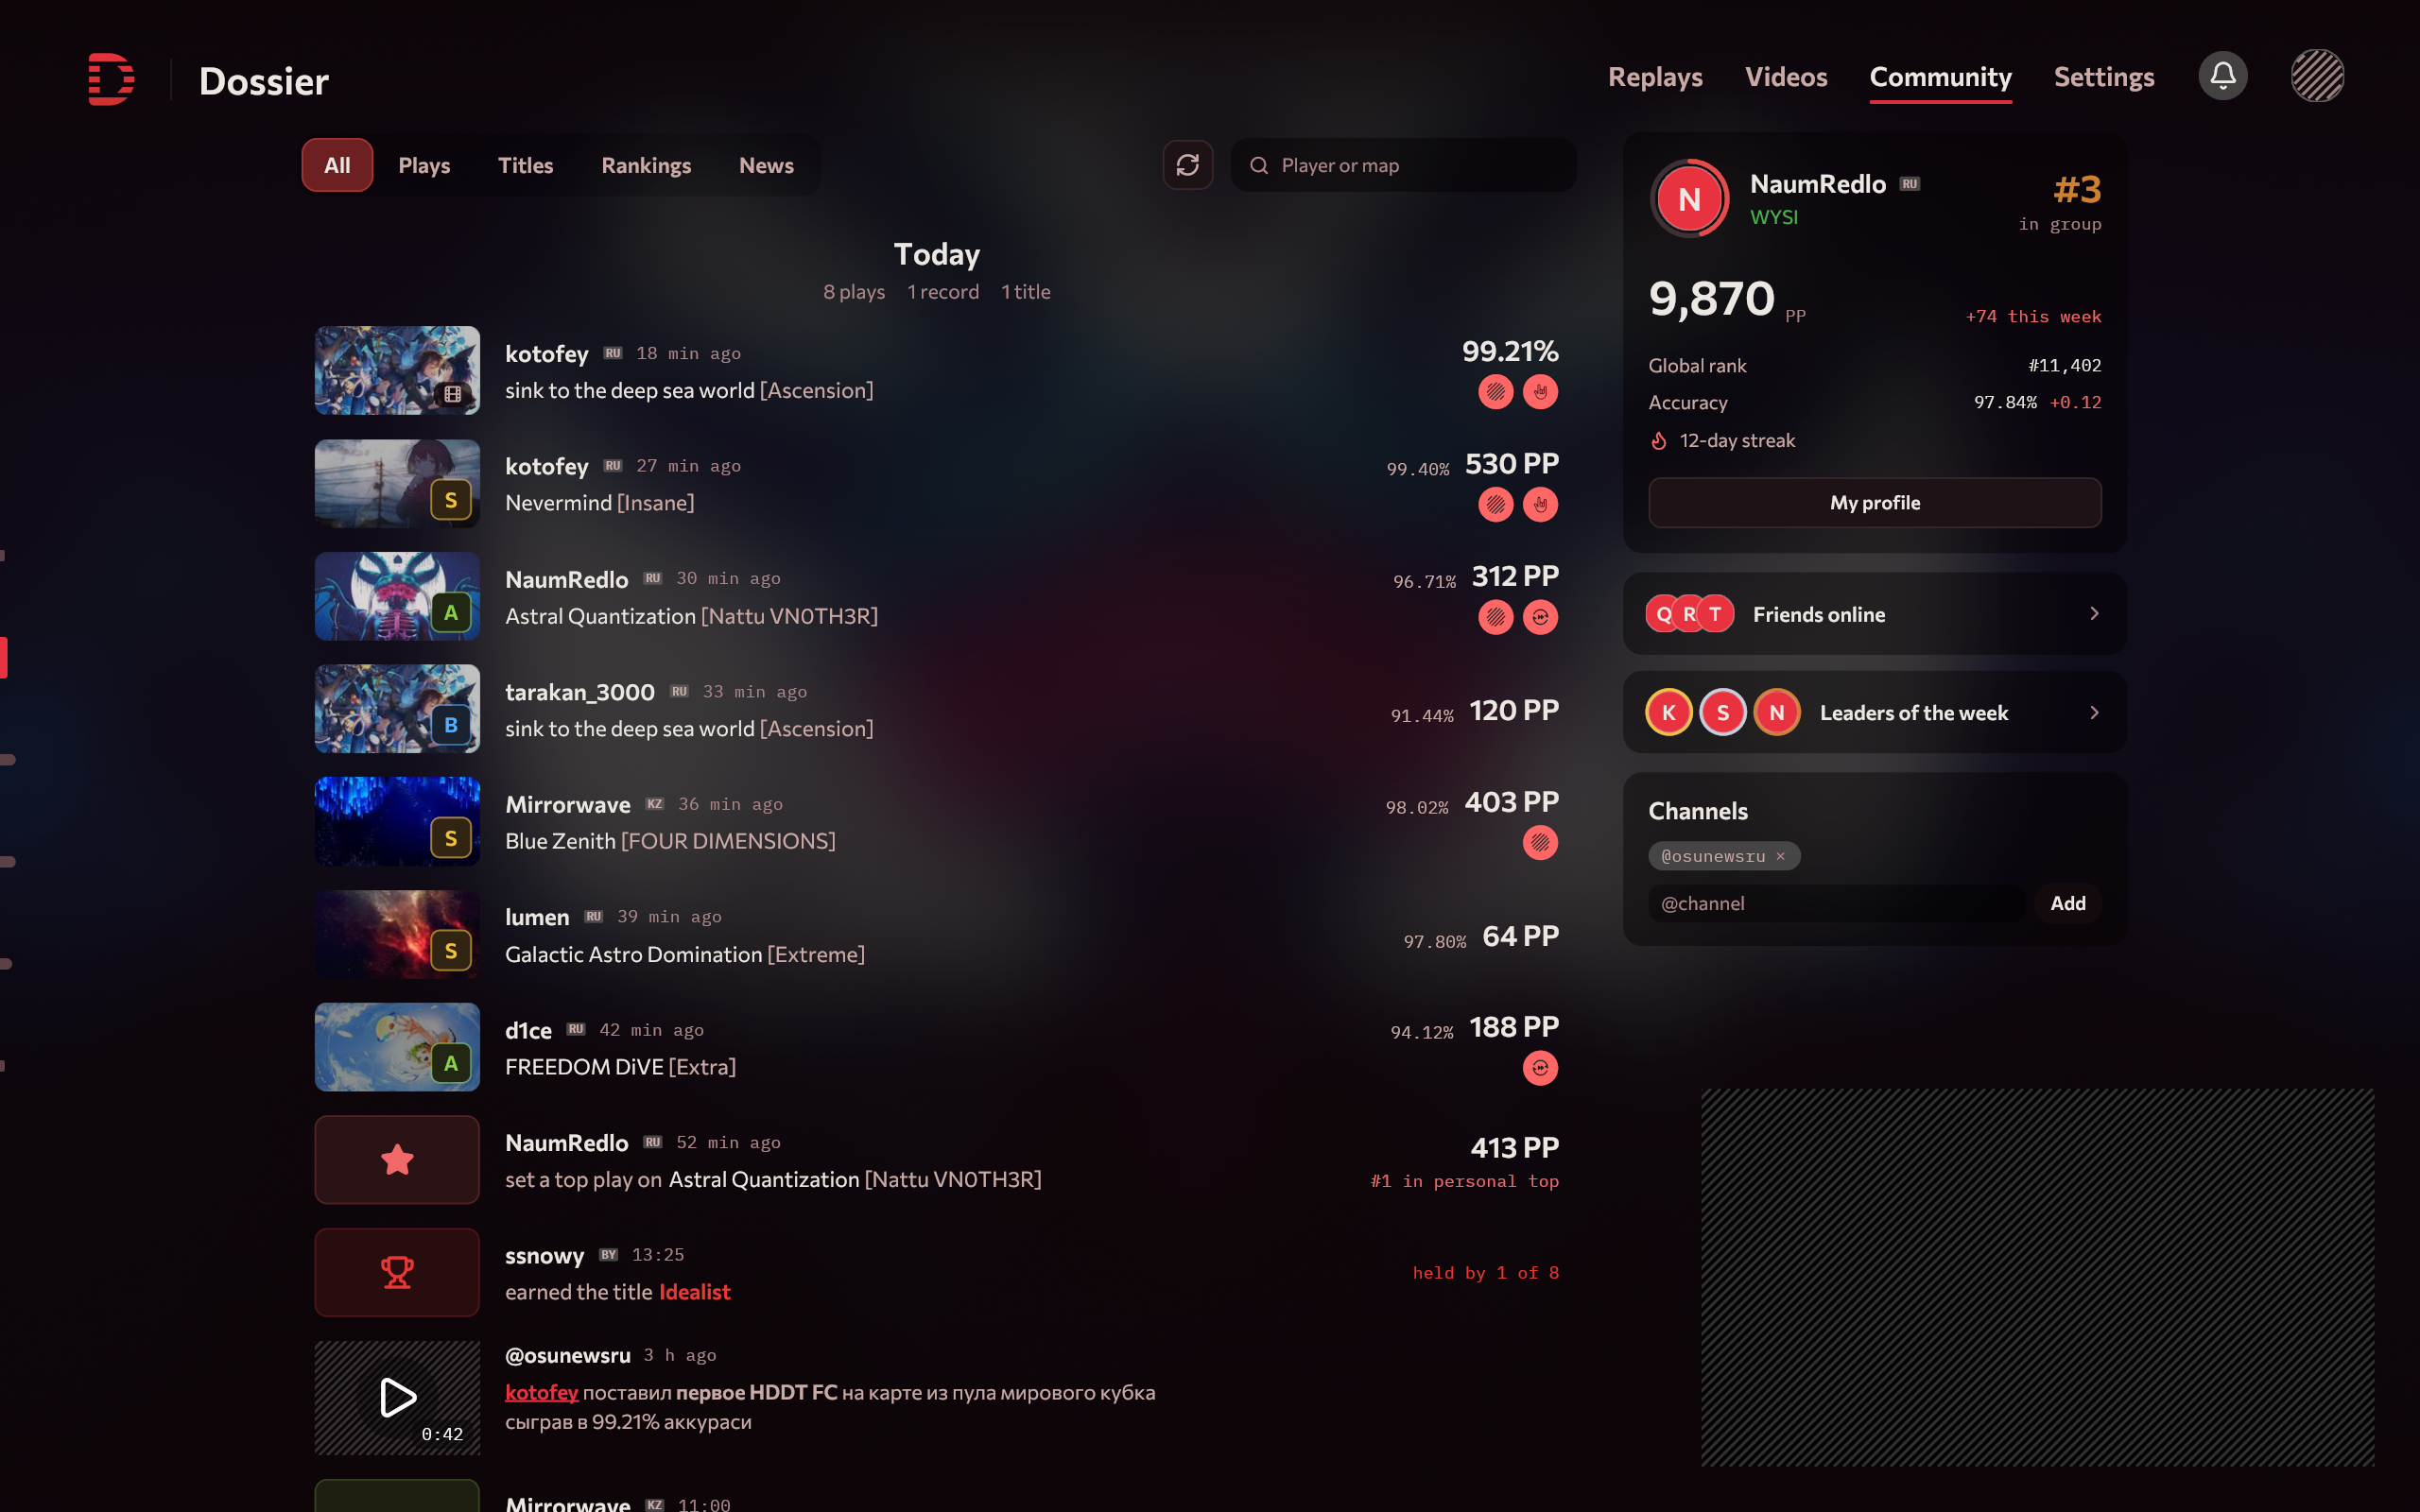 Dossier
Replays Videos Community Settings
All Plays Titles Rankings News
Player or map
Today
8 plays 1 record 1 title
kotofey RU 18 min ago
sink to the deep sea world [Ascension]
99.21%
kotofey RU 27 min ago
Nevermind [Insane]
S
99.40% 530 PP
NaumRedlo RU 30 min ago
Astral Quantization [Nattu VN0TH3R]
A
96.71% 312 PP
tarakan_3000 RU 33 min ago
sink to the deep sea world [Ascension]
B
91.44% 120 PP
Mirrorwave KZ 36 min ago
Blue Zenith [FOUR DIMENSIONS]
S
98.02% 403 PP
lumen RU 39 min ago
Galactic Astro Domination [Extreme]
S
97.80% 64 PP
d1ce RU 42 min ago
FREEDOM DiVE [Extra]
A
94.12% 188 PP
NaumRedlo RU 52 min ago
set a top play on Astral Quantization [Nattu VN0TH3R]
413 PP
#1 in personal top
ssnowy BY 13:25
earned the title Idealist
held by 1 of 8
@osunewsru 3 h ago
kotofey поставил первое HDDT FC на карте из пула мирового кубка
сыграв в 99.21% аккураси
0:42
Mirrorwave KZ 11:00
N
NaumRedlo RU
WYSI
#3
in group
9,870 PP
+74 this week
Global rank #11,402
Accuracy 97.84% +0.12
12-day streak
My profile
Q R T Friends online
K S N Leaders of the week
Channels
@osunewsru ×
@channel
Add